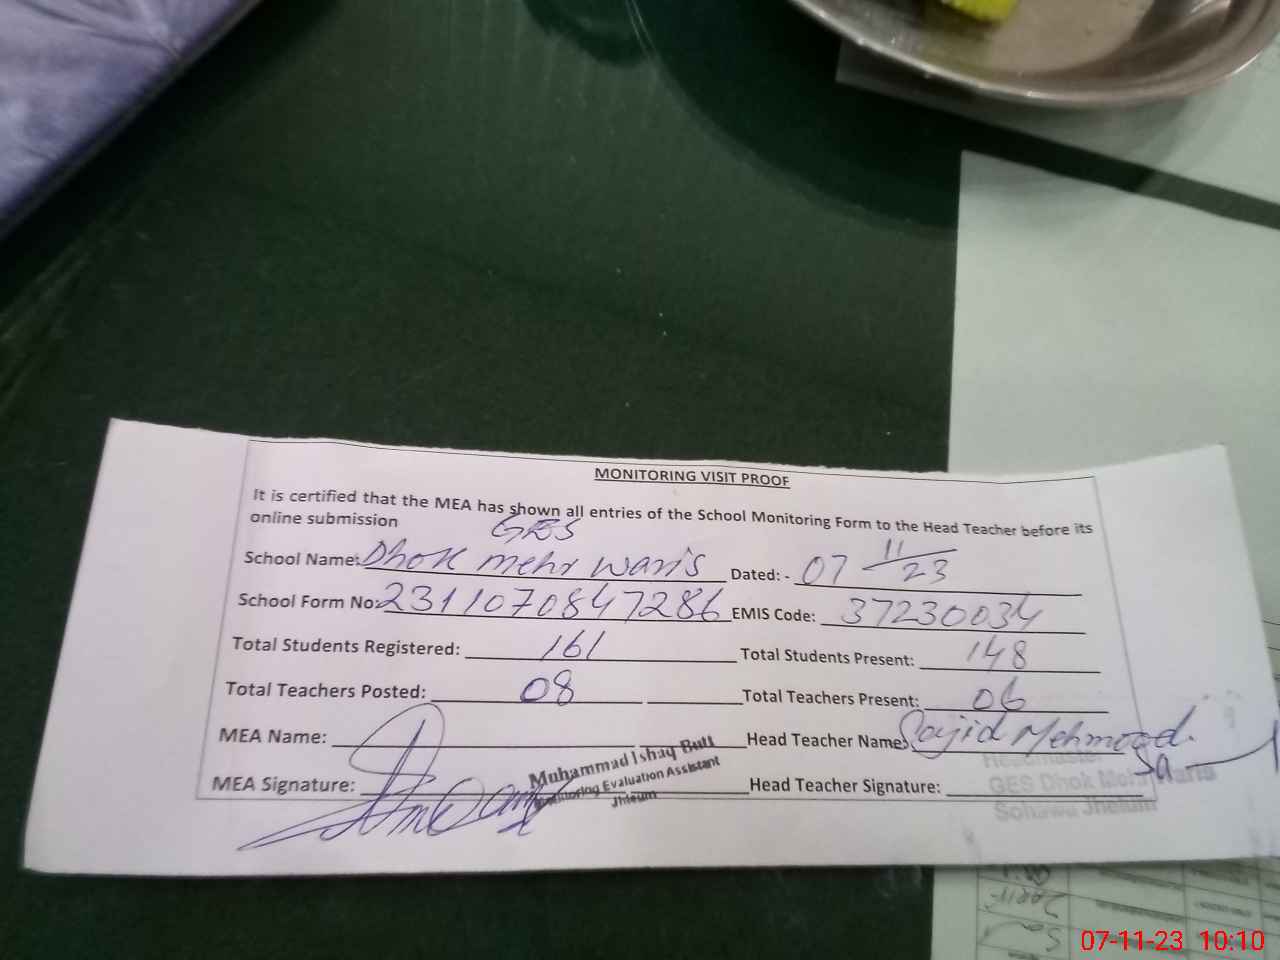 MONITORING VISIT PROOF
It is certified that the MEA has shown all entries of the School Monitoring Form to the Head Teacher before its
online submission
GES
School Name: Dhok mehr waris Dated: - 07 11/23
School Form No: 2311070847286 EMIS Code: 37230034
Total Students Registered: 161 Total Students Present: 148
Total Teachers Posted: 08 Total Teachers Present: 06
MEA Name: Head Teacher Name: Sajid Mehmood.
Muhammad Ishaq Butt
Monitoring Evaluation Assistant
Jhleum
MEA Signature: Head Teacher Signature:
Headmaster
GES Dhok Mehr Waris
Sohawa Jhelum
07-11-23 10:10